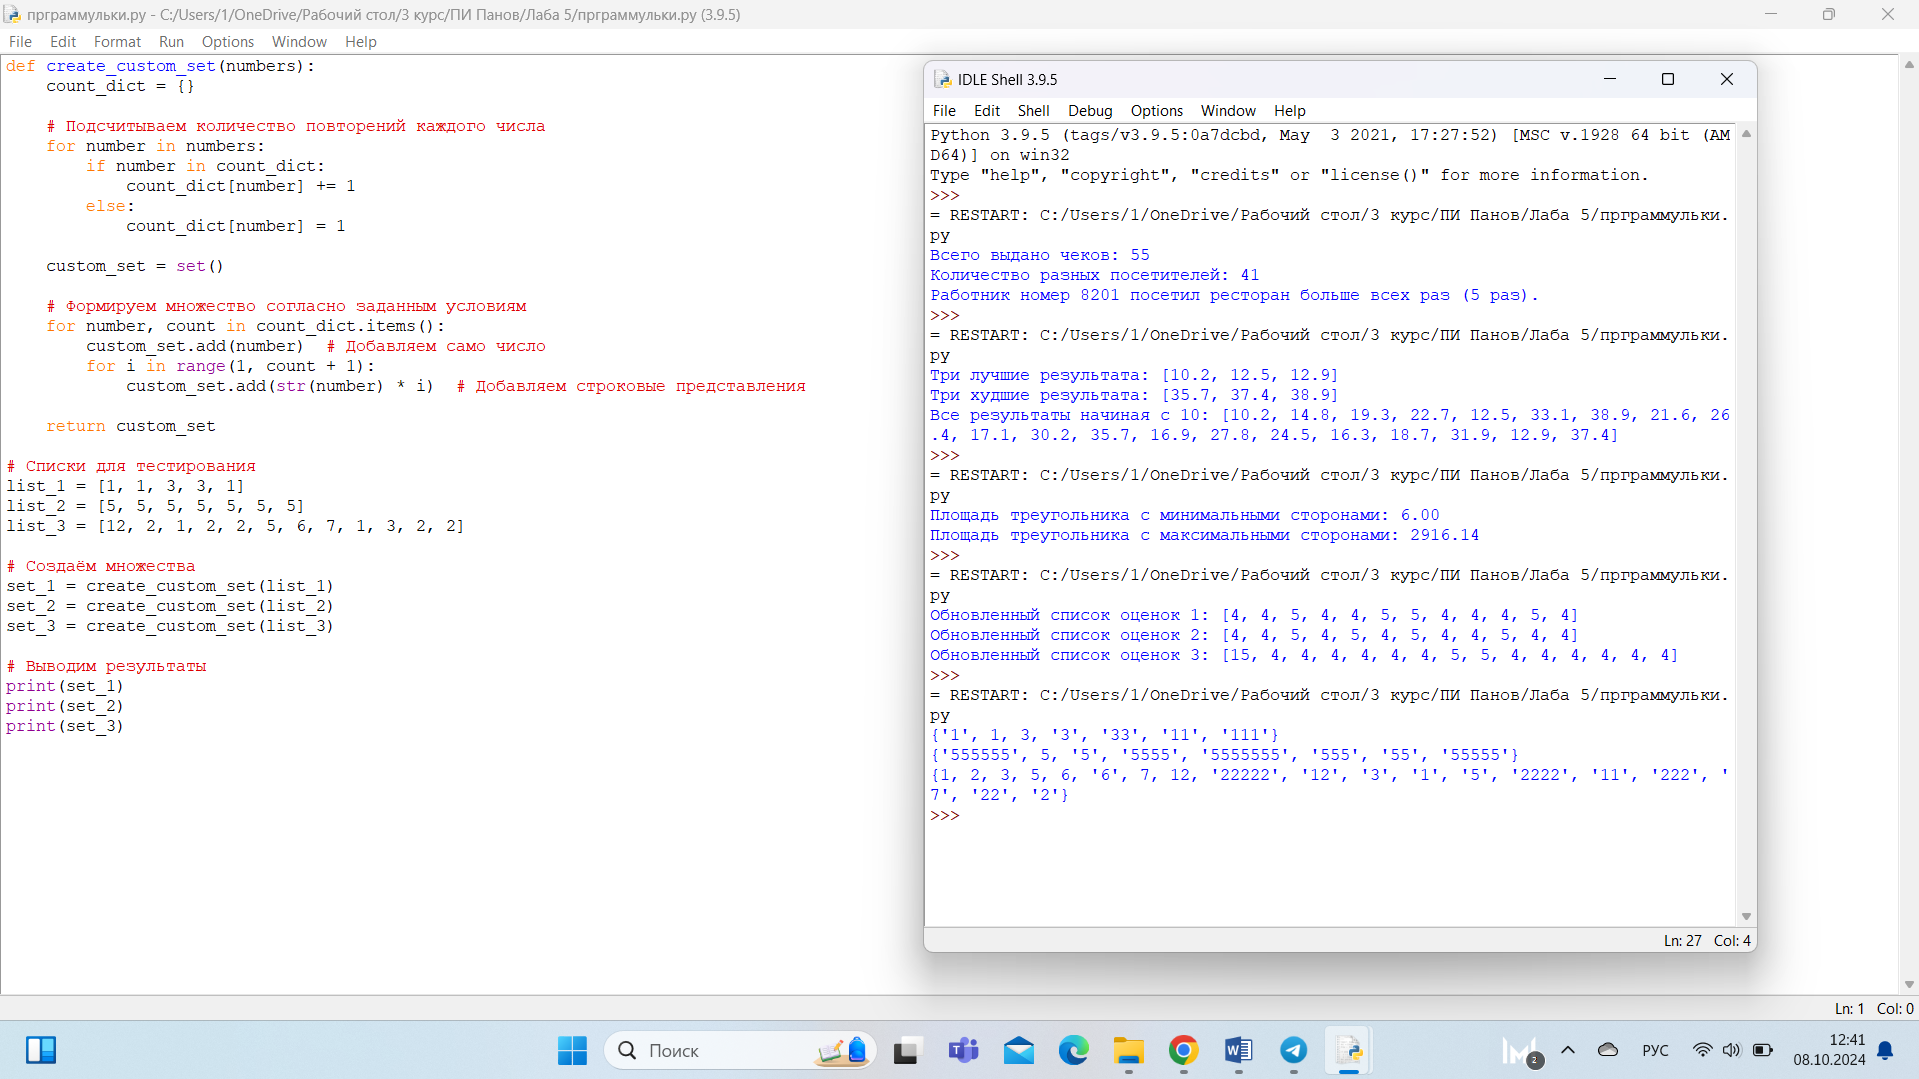 прграммульки.py - C:/Users/1/OneDrive/Рабочий стол/3 курс/ПИ Панов/Лаба 5/прграммульки.py (3.9.5)
File Edit Format Run Options Window Help
def create_custom_set(numbers):
    count_dict = {}
    # Подсчитываем количество повторений каждого числа
    for number in numbers:
        if number in count_dict:
            count_dict[number] += 1
        else:
            count_dict[number] = 1
    custom_set = set()
    # Формируем множество согласно заданным условиям
    for number, count in count_dict.items():
        custom_set.add(number)  # Добавляем само число
        for i in range(1, count + 1):
            custom_set.add(str(number) * i)  # Добавляем строковые представления
    return custom_set
# Списки для тестирования
list_1 = [1, 1, 3, 3, 1]
list_2 = [5, 5, 5, 5, 5, 5, 5]
list_3 = [12, 2, 1, 2, 2, 5, 6, 7, 1, 3, 2, 2]
# Создаём множества
set_1 = create_custom_set(list_1)
set_2 = create_custom_set(list_2)
set_3 = create_custom_set(list_3)
# Выводим результаты
print(set_1)
print(set_2)
print(set_3)
IDLE Shell 3.9.5
File Edit Shell Debug Options Window Help
Python 3.9.5 (tags/v3.9.5:0a7dcbd, May  3 2021, 17:27:52) [MSC v.1928 64 bit (AM
D64)] on win32
Type "help", "copyright", "credits" or "license()" for more information.
>>>
= RESTART: C:/Users/1/OneDrive/Рабочий стол/3 курс/ПИ Панов/Лаба 5/прграммульки.
py
Всего выдано чеков: 55
Количество разных посетителей: 41
Работник номер 8201 посетил ресторан больше всех раз (5 раз).
>>>
= RESTART: C:/Users/1/OneDrive/Рабочий стол/3 курс/ПИ Панов/Лаба 5/прграммульки.
py
Три лучшие результата: [10.2, 12.5, 12.9]
Три худшие результата: [35.7, 37.4, 38.9]
Все результаты начиная с 10: [10.2, 14.8, 19.3, 22.7, 12.5, 33.1, 38.9, 21.6, 26
.4, 17.1, 30.2, 35.7, 16.9, 27.8, 24.5, 16.3, 18.7, 31.9, 12.9, 37.4]
>>>
= RESTART: C:/Users/1/OneDrive/Рабочий стол/3 курс/ПИ Панов/Лаба 5/прграммульки.
py
Площадь треугольника с минимальными сторонами: 6.00
Площадь треугольника с максимальными сторонами: 2916.14
>>>
= RESTART: C:/Users/1/OneDrive/Рабочий стол/3 курс/ПИ Панов/Лаба 5/прграммульки.
py
Обновленный список оценок 1: [4, 4, 5, 4, 4, 5, 5, 4, 4, 4, 5, 4]
Обновленный список оценок 2: [4, 4, 5, 4, 5, 4, 5, 4, 4, 5, 4, 4]
Обновленный список оценок 3: [15, 4, 4, 4, 4, 4, 4, 5, 5, 4, 4, 4, 4, 4, 4]
>>>
= RESTART: C:/Users/1/OneDrive/Рабочий стол/3 курс/ПИ Панов/Лаба 5/прграммульки.
py
{'1', 1, 3, '3', '33', '11', '111'}
{'555555', 5, '5', '5555', '5555555', '555', '55', '55555'}
{1, 2, 3, 5, 6, '6', 7, 12, '22222', '12', '3', '1', '5', '2222', '11', '222', '
7', '22', '2'}
>>>
Ln: 27 Col: 4
Ln: 1 Col: 0
Поиск
2
РУС
12:41
08.10.2024